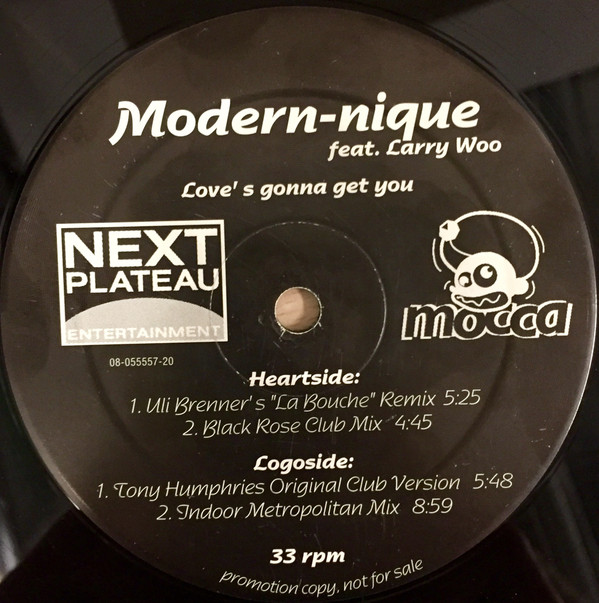 Modern-nique
feat. Larry Woo
Love' s gonna get you
NEXT
PLATEAU
ENTERTAINMENT
mocca
08-055557-20
Heartside:
1. Uli Brenner' s "La Bouche" Remix 5:25
2. Black Rose Club Mix 4:45
Logoside:
1. Tony Humphries Original Club Version 5:48
2. Indoor Metropolitan Mix 8:59
33 rpm
promotion copy, not for sale